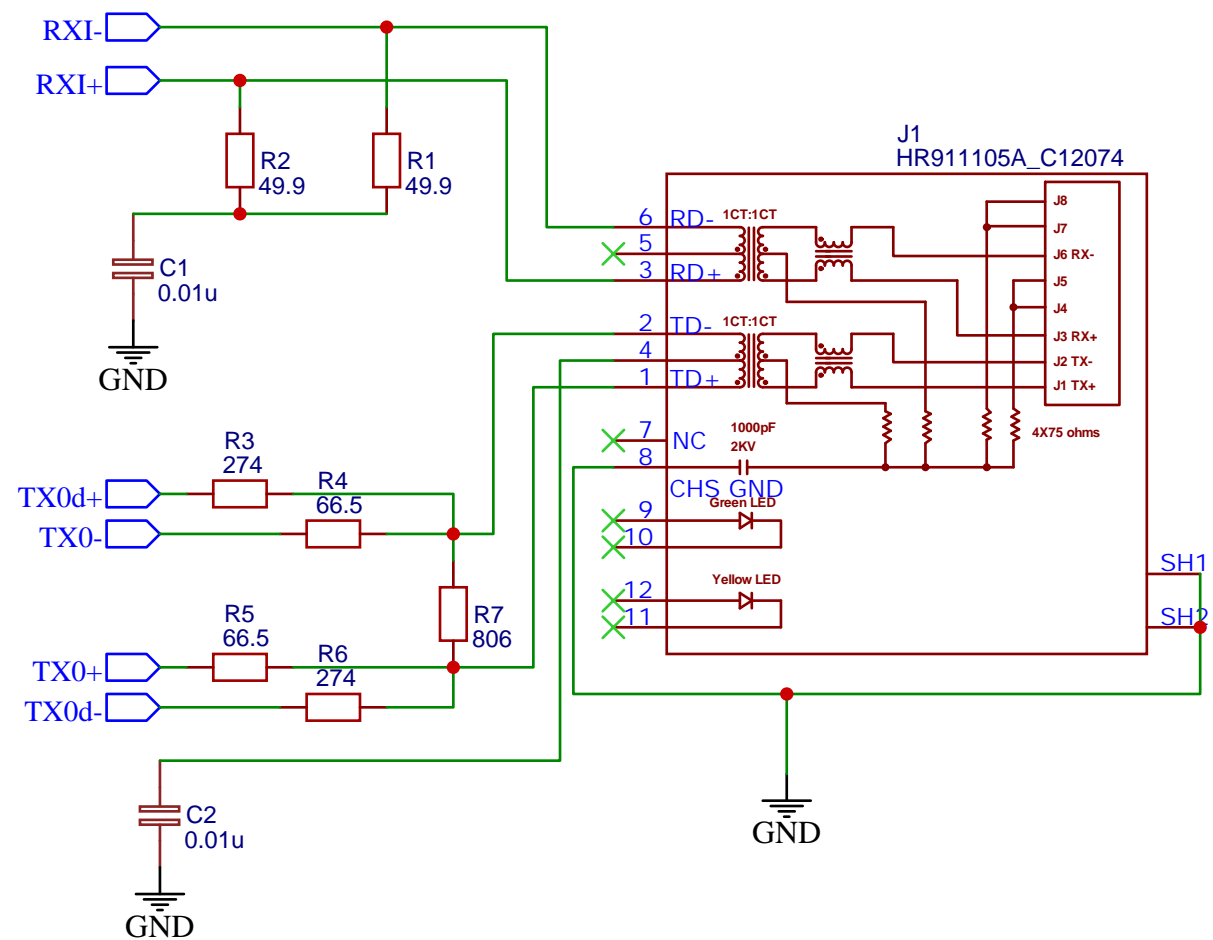 RXI-
RXI+
R2
49.9
R1
49.9
C1
0.01u
GND
J1
HR911105A_C12074
6 RD-
5
3 RD+
2 TD-
4
1 TD+
7 NC
8
CHS GND
9
10
12
11
1CT:1CT
1CT:1CT
1000pF
2KV
4X75 ohms
Green LED
Yellow LED
J8
J7
J6 RX-
J5
J4
J3 RX+
J2 TX-
J1 TX+
SH1
SH2
GND
R3
274
R4
66.5
TX0d+
TX0-
R7
806
R5
66.5
R6
274
TX0+
TX0d-
C2
0.01u
GND